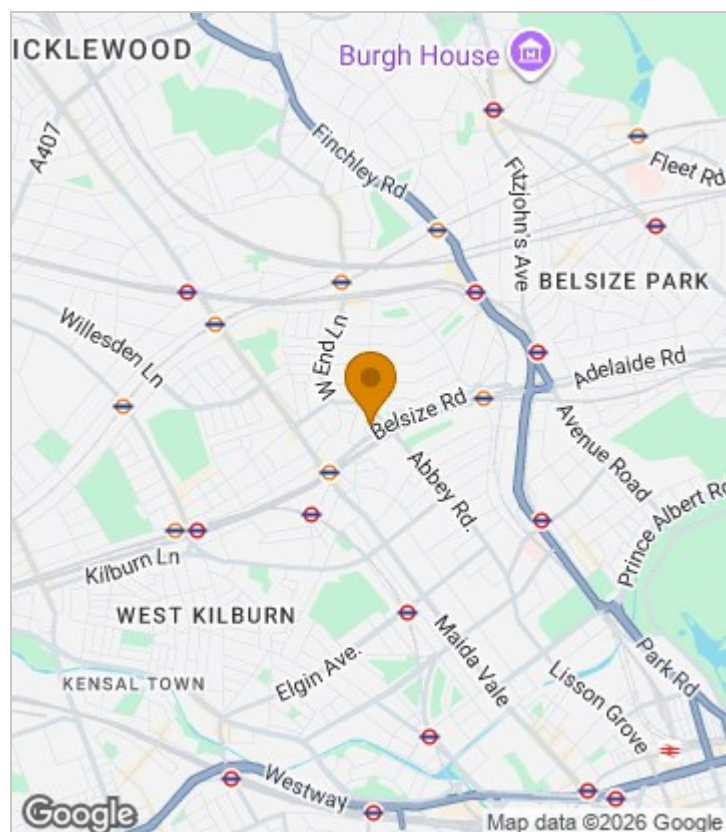 ICKLEWOOD
Burgh House
A407
Finchley Rd
Fitzjohn's Ave
Fleet Rd
BELSIZE PARK
Willesden Ln
W End Ln
Adelaide Rd
Belsize Rd
Avenue Road
Abbey Rd.
Prince Albert Rd
Kilburn Ln
WEST KILBURN
Maida Vale
Elgin Ave.
Park Rd
KENSAL TOWN
Lisson Grove
Westway
Google
Map data ©2026 Google